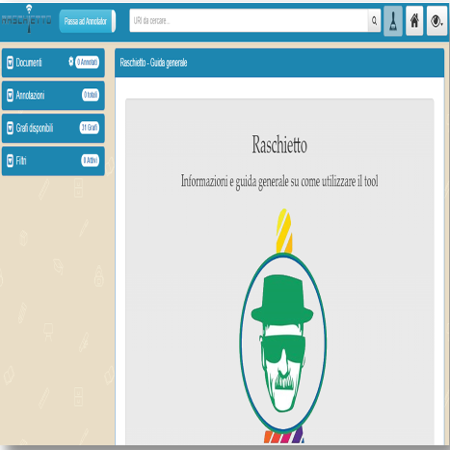 RASCHIETTO
Passa ad Annotator
URI da cercare...
Documenti
0 Annotati
Annotazioni
0 totali
Grafi disponibili
31 Grafi
Filtri
8 Attivi
Raschietto - Guida generale
Raschietto
Informazioni e guida generale su come utilizzare il tool